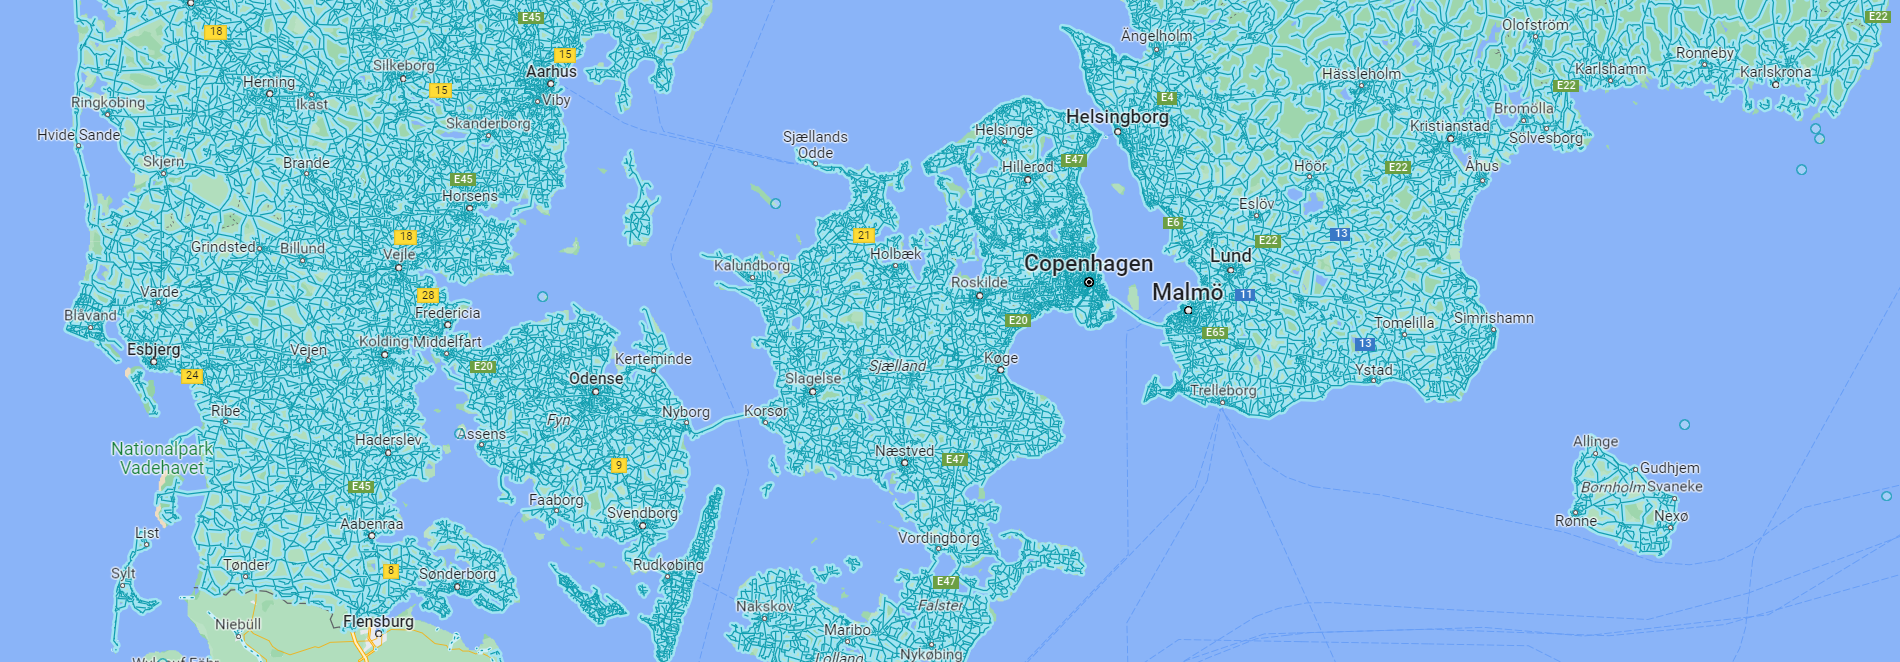 E45
E22
18
Olofström
Ängelholm
15
Ronneby
Silkeborg
Aarhus
Karlshamn
Karlskrona
Hässleholm
Herning
15
E22
Viby
E4
Ikast
Ringkobing
Bromolla
Helsingborg
Skanderborg
Kristianstad
Hvide Sande
Helsinge
Sjællands
Odde
Sölvesborg
Skjern
Brande
E47
Hillerød
Höör
E22
Åhus
E45
Horsens
Eslöv
E6
18
21
13
E22
Grindsted
Billund
Vejle
Holbæk
Lund
Kalundborg
Copenhagen
Roskilde
Varde
28
Malmö
11
Blåvand
Fredericia
E20
Simrishamn
Tomelilla
E65
Kolding
Middelfart
13
Esbjerg
Vejen
Kerteminde
Køge
E20
Sjælland
Ystad
24
Odense
Slagelse
Trelleborg
Ribe
Nyborg
Korsør
Fyn
Assens
Haderslev
Allinge
Nationalpark
Vadehavet
Næstved
E47
9
Gudhjem
E45
Bornholm
Svaneke
Faaborg
Svendborg
Nexø
Rønne
Aabenraa
List
Vordingborg
Tønder
Rudkøbing
Sylt
8
Sønderborg
E47
Nakskov
Falster
Niebüll
Flensburg
Maribo
Lolland
Nykøbing